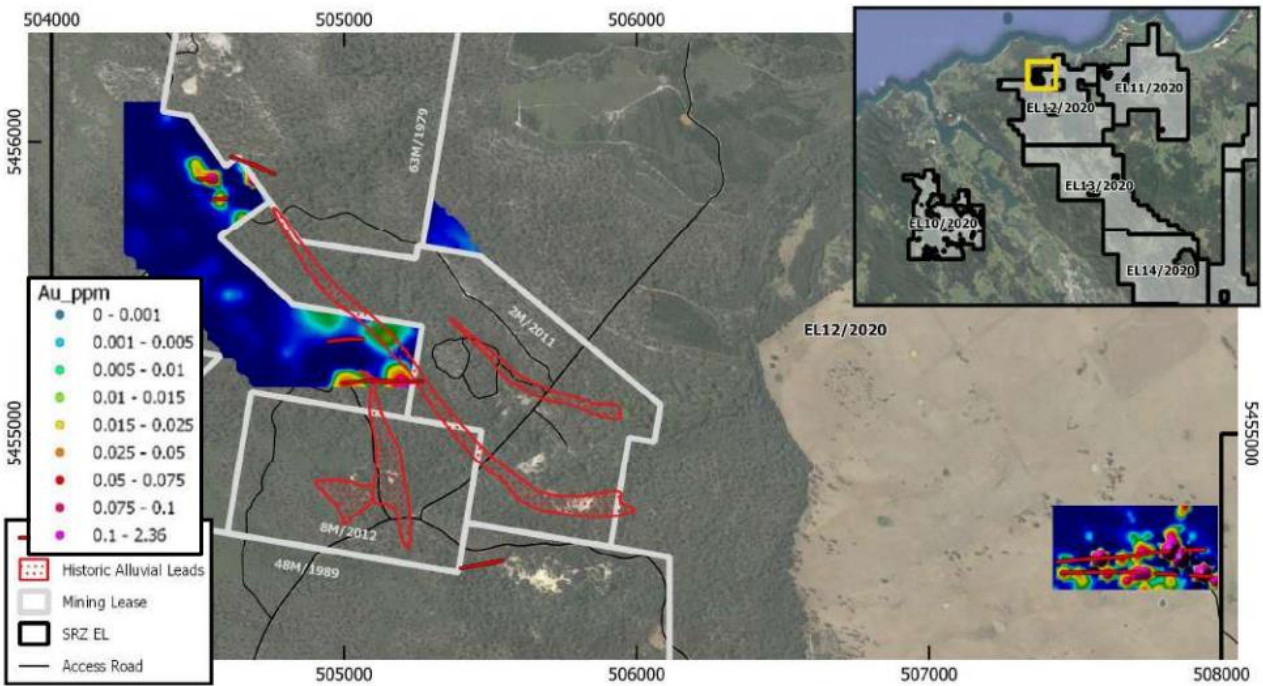 504000
505000
506000
5456000
63M/1979
EL11/2020
EL12/2020
EL13/2020
EL10/2020
EL14/2020
2M/2011
EL12/2020
5455000
5455000
8M/2012
48M/1989
Au_ppm
0 - 0.001
0.001 - 0.005
0.005 - 0.01
0.01 - 0.015
0.015 - 0.025
0.025 - 0.05
0.05 - 0.075
0.075 - 0.1
0.1 - 2.36
Historic Alluvial Leads
Mining Lease
SRZ EL
Access Road
505000
506000
507000
508000